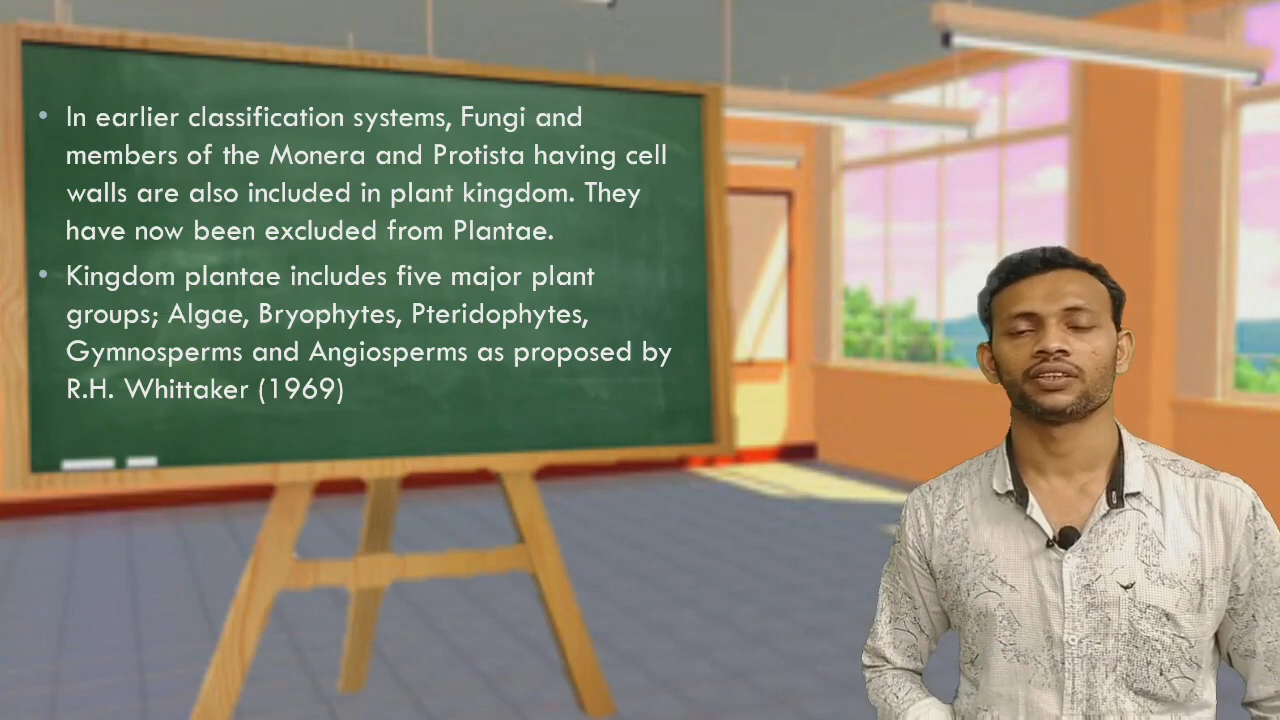 • In earlier classification systems, Fungi and
members of the Monera and Protista having cell
walls are also included in plant kingdom. They
have now been excluded from Plantae.
• Kingdom plantae includes five major plant
groups; Algae, Bryophytes, Pteridophytes,
Gymnosperms and Angiosperms as proposed by
R.H. Whittaker (1969)